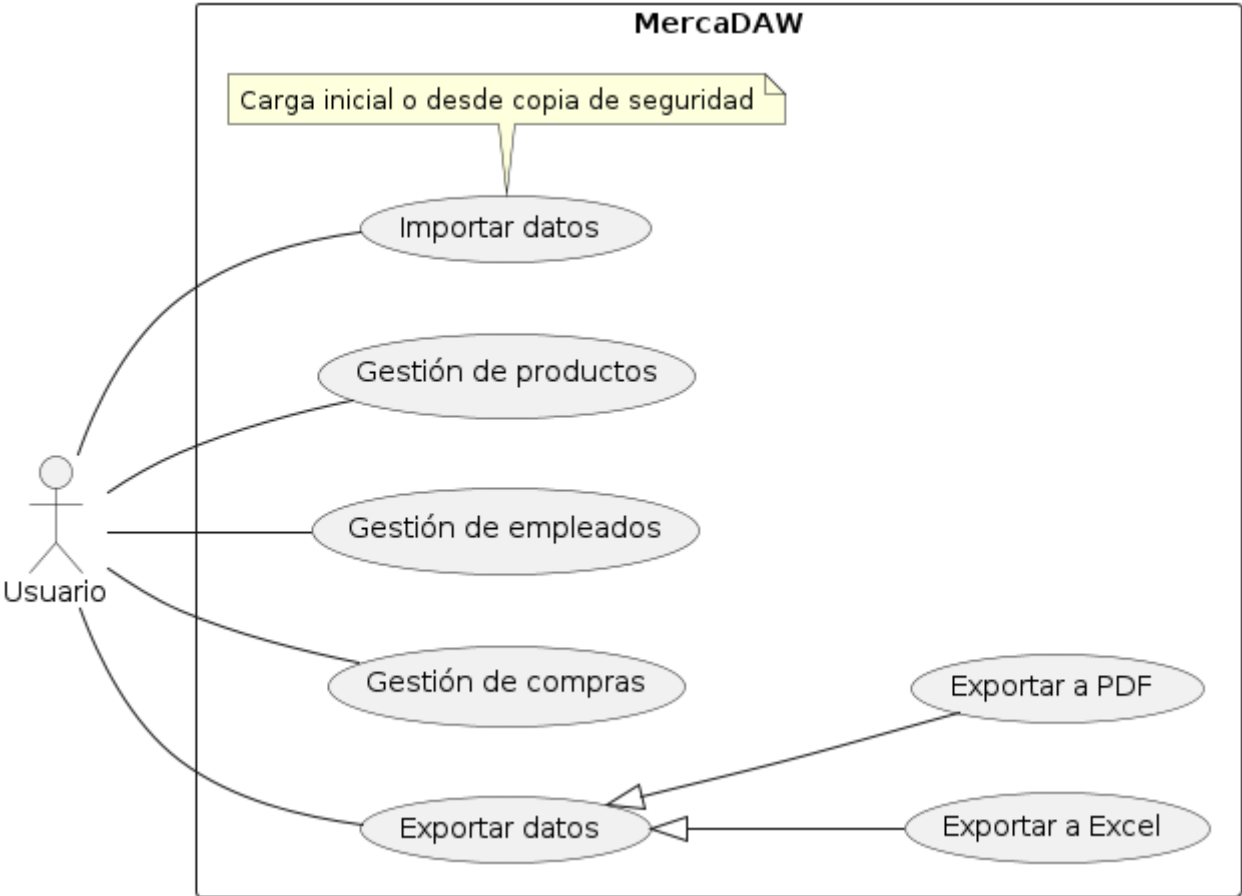 MercaDAW
Carga inicial o desde copia de seguridad
Importar datos
Gestión de productos
Gestión de empleados
Usuario
Gestión de compras
Exportar a PDF
Exportar datos
Exportar a Excel